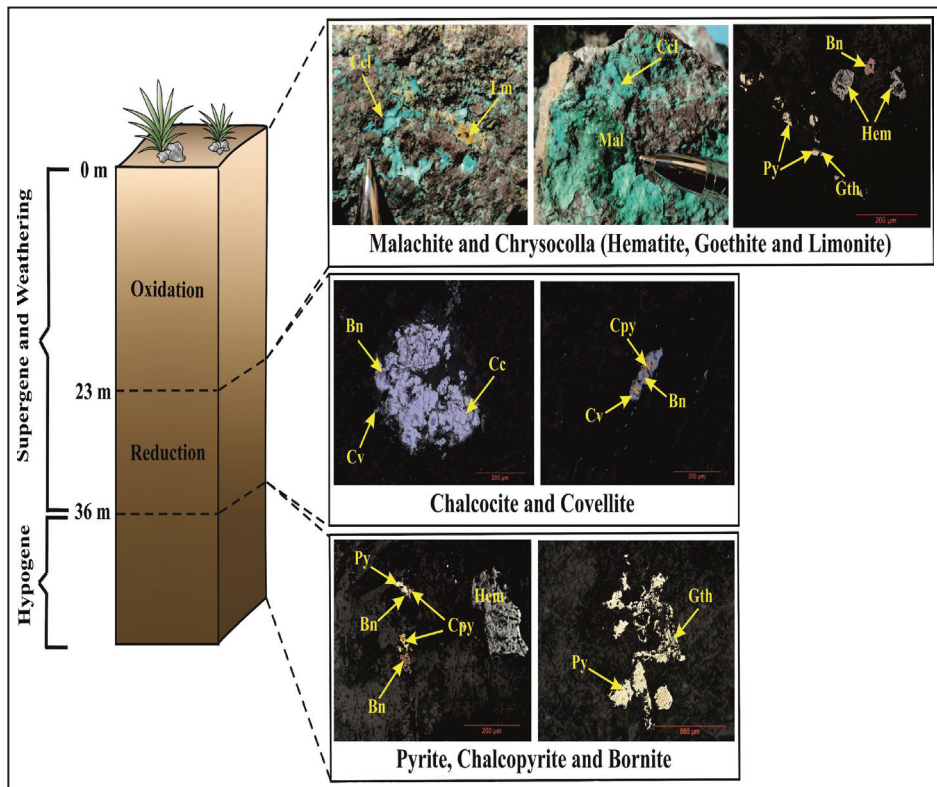 0 m
Supergene and Weathering
Oxidation
23 m
Reduction
36 m
Hypogene
Ccl
Lm
Ccl
Mal
Bn
Hem
Py
Gth
200 µm
Malachite and Chrysocolla (Hematite, Goethite and Limonite)
Bn
Cc
Cv
200 µm
Cpy
Bn
Cv
200 µm
Chalcocite and Covellite
Py
Hem
Bn
Cpy
Bn
200 µm
Gth
Py
500 µm
Pyrite, Chalcopyrite and Bornite